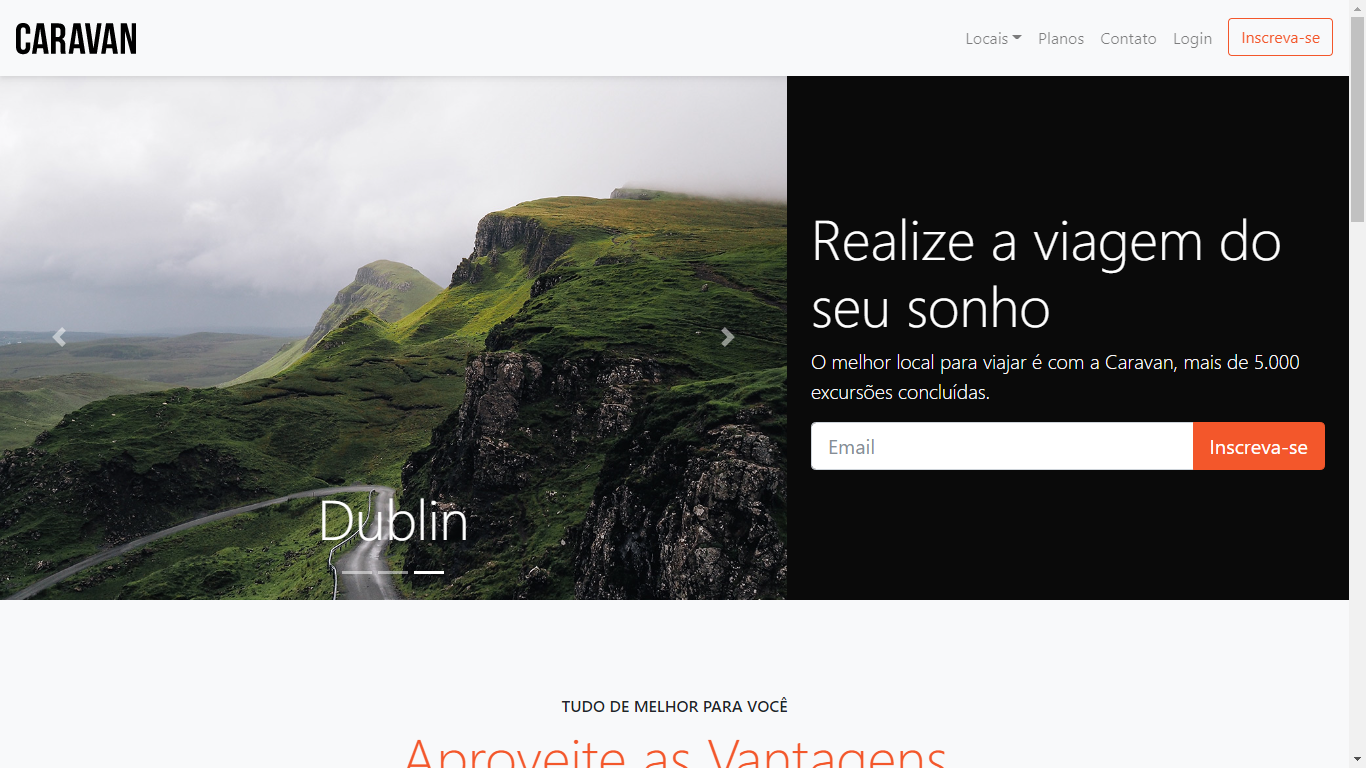 CARAVAN
Locais Planos Contato Login Inscreva-se
Realize a viagem do
seu sonho
O melhor local para viajar é com a Caravan, mais de 5.000
excursões concluídas.
Email Inscreva-se
Dublin
TUDO DE MELHOR PARA VOCÊ
Aproveite as Vantagens